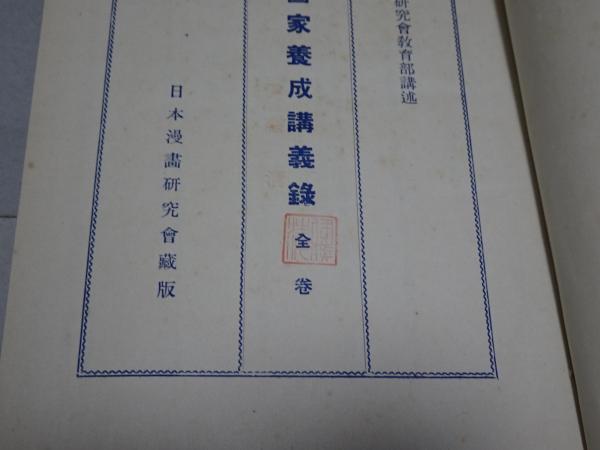 研究會教育部講述
家養成講義錄 全卷
日本漫畫研究會藏版